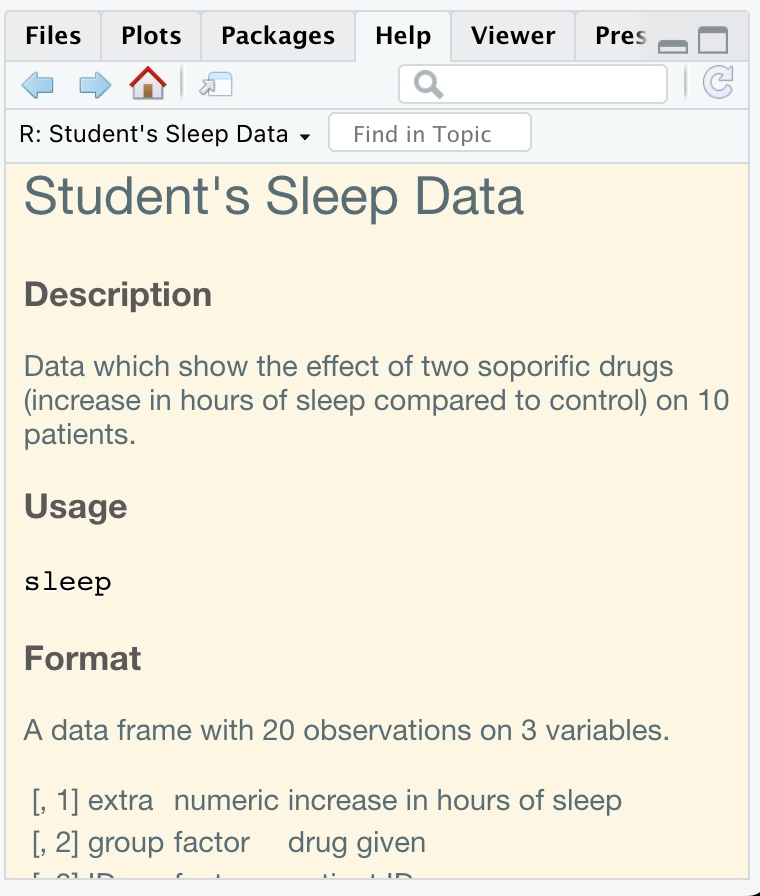 Files Plots Packages Help Viewer Pres
R: Student's Sleep Data Find in Topic
Student's Sleep Data
Description
Data which show the effect of two soporific drugs
(increase in hours of sleep compared to control) on 10
patients.
Usage
sleep
Format
A data frame with 20 observations on 3 variables.
[, 1] extra numeric increase in hours of sleep
[, 2] group factor drug given